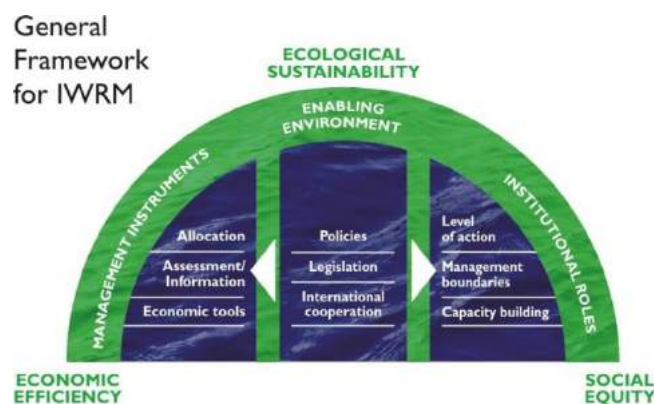 General
Framework
for IWRM
ECOLOGICAL
SUSTAINABILITY
ENABLING
ENVIRONMENT
MANAGEMENT INSTRUMENTS
INSTITUTIONAL ROLES
Allocation
Assessment/
Information
Economic tools
Policies
Legislation
International
cooperation
Level
of action
Management
boundaries
Capacity building
ECONOMIC
EFFICIENCY
SOCIAL
EQUITY